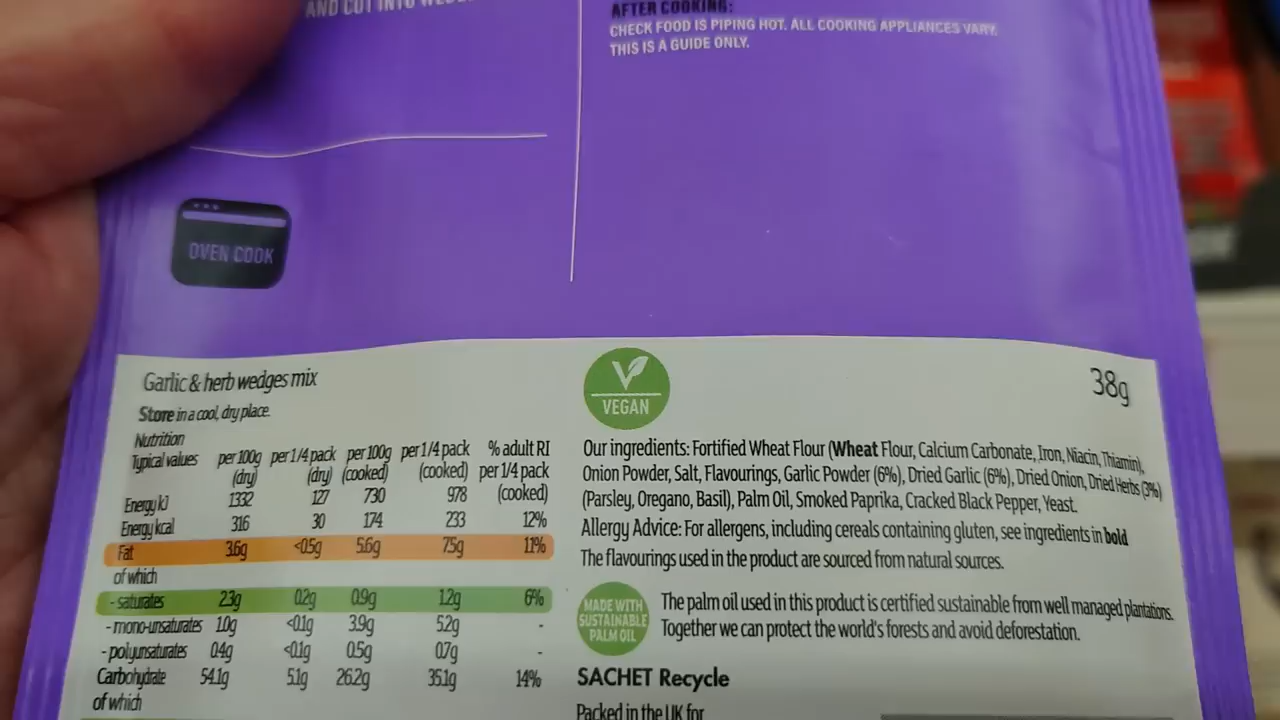 AND CUT INTO
AFTER COOKING:
CHECK FOOD IS PIPING HOT. ALL COOKING APPLIANCES VARY.
THIS IS A GUIDE ONLY.
OVEN COOK
Garlic & herb wedges mix
Store in a cool, dry place.
Nutrition
Typical values per 100g (dry) per 1/4 pack (dry) per 100g (cooked) per 1/4 pack (cooked) % adult RI per 1/4 pack (cooked)
Energy kJ 1332 127 730 978
Energy kcal 316 30 174 233 12%
Fat 3.6g <0.5g 5.6g 7.5g 11%
of which
- saturates 2.3g 0.2g 0.9g 1.2g 6%
- mono-unsaturates 1.0g <0.1g 3.9g 5.2g -
- polyunsaturates 0.4g <0.1g 0.5g 0.7g -
Carbohydrate 54.1g 5.1g 26.2g 35.1g 14%
of which
V
VEGAN
38g
Our ingredients: Fortified Wheat Flour (Wheat Flour, Calcium Carbonate, Iron, Niacin, Thiamin),
Onion Powder, Salt, Flavourings, Garlic Powder (6%), Dried Garlic (6%), Dried Onion, Dried Herbs (3%)
(Parsley, Oregano, Basil), Palm Oil, Smoked Paprika, Cracked Black Pepper, Yeast.
Allergy Advice: For allergens, including cereals containing gluten, see ingredients in bold
The flavourings used in the product are sourced from natural sources.
MADE WITH
SUSTAINABLE
PALM OIL
The palm oil used in this product is certified sustainable from well managed plantations.
Together we can protect the world's forests and avoid deforestation.
SACHET Recycle
Packed in the UK for